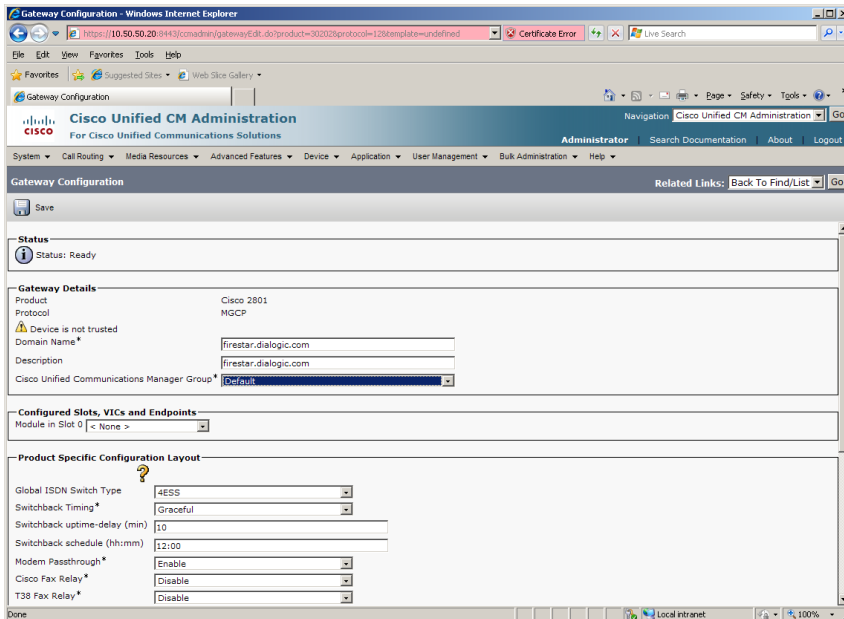 Gateway Configuration - Windows Internet Explorer
https://10.50.50.20:8443/ccmadmin/gatewayEdit.do?product=30202&protocol=12&template=undefined Certificate Error Live Search
File Edit View Favorites Tools Help
Favorites Suggested Sites Web Slice Gallery
Gateway Configuration Page Safety Tools
CISCO Cisco Unified CM Administration Navigation Cisco Unified CM Administration Go
For Cisco Unified Communications Solutions Administrator Search Documentation About Logout
System Call Routing Media Resources Advanced Features Device Application User Management Bulk Administration Help
Gateway Configuration Related Links: Back To Find/List Go
Save
Status
i Status: Ready
Gateway Details
Product Cisco 2801
Protocol MGCP
Device is not trusted
Domain Name* firestar.dialogic.com
Description firestar.dialogic.com
Cisco Unified Communications Manager Group* Default
Configured Slots, VICs and Endpoints
Module in Slot 0 < None >
Product Specific Configuration Layout
?
Global ISDN Switch Type 4ESS
Switchback Timing* Graceful
Switchback uptime-delay (min) 10
Switchback schedule (hh:mm) 12:00
Modem Passthrough* Enable
Cisco Fax Relay* Disable
T38 Fax Relay* Disable
Done Local intranet 100%